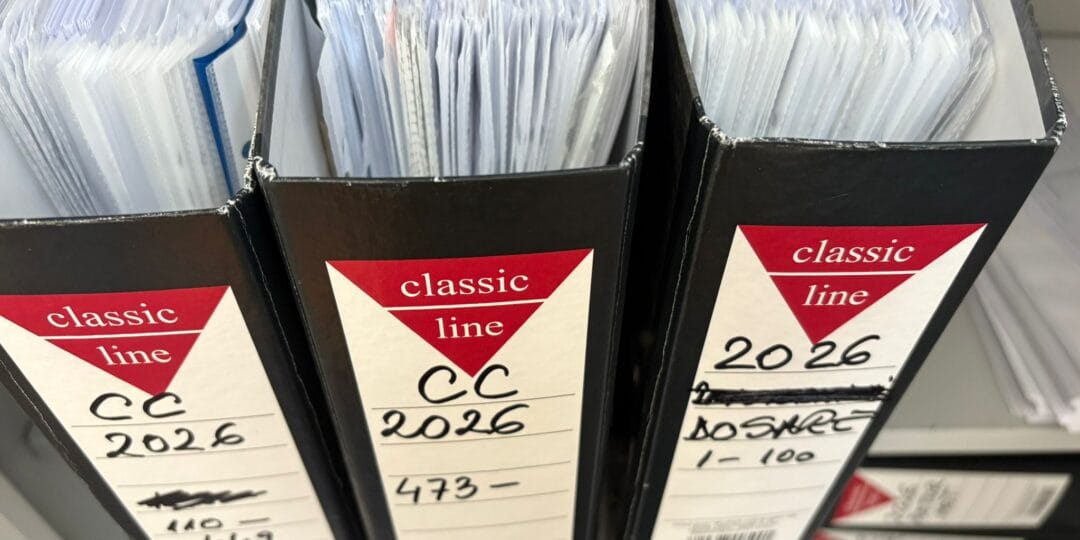 classic
line
CC
2026
110 -
classic
line
CC
2026
473 -
classic
line
2026
DOSARE
1 - 100